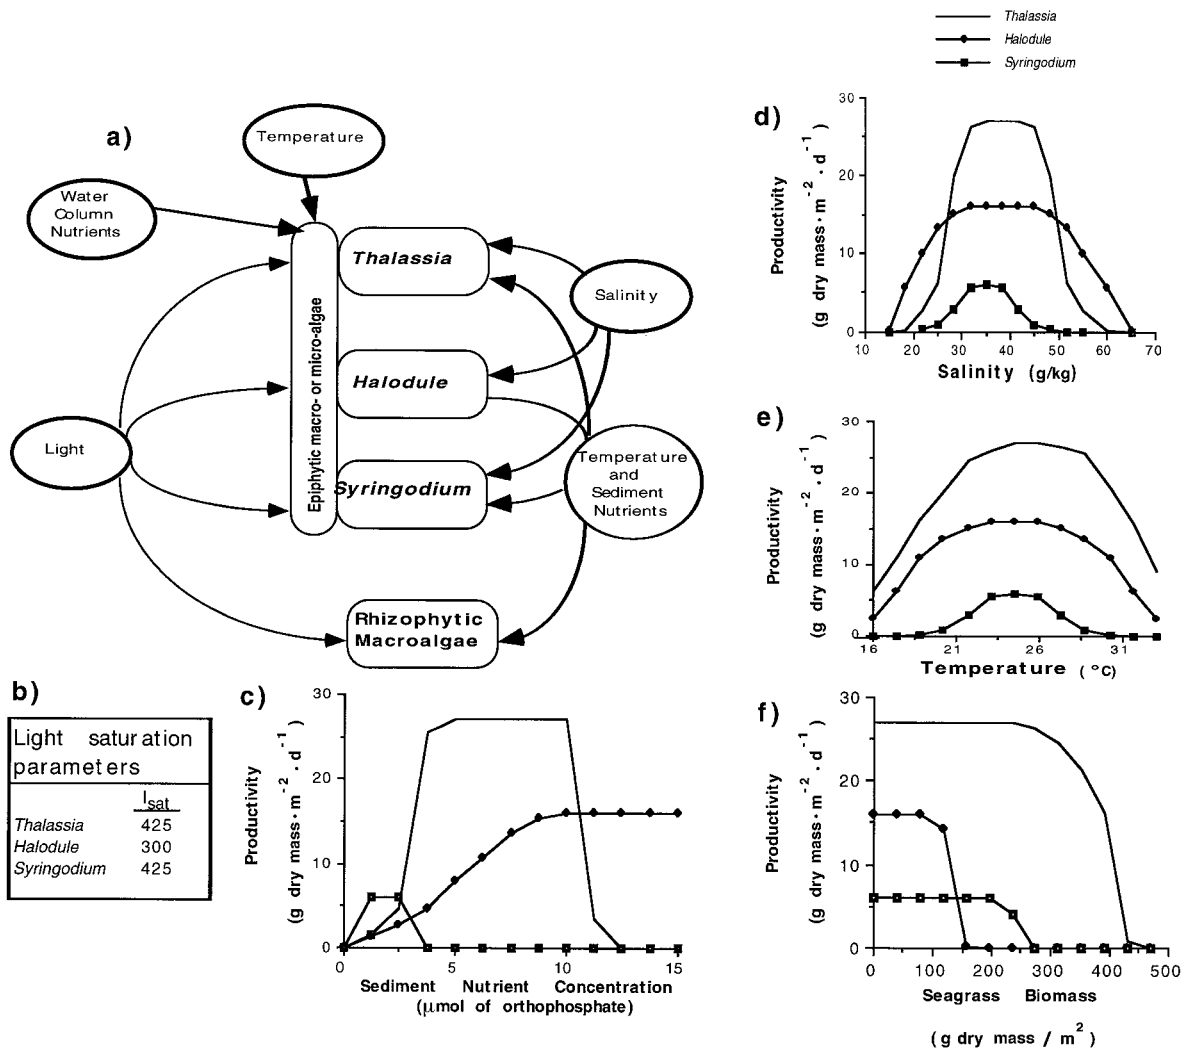 Thalassia
Halodule
Syringodium
a)
Temperature
Water
Column
Nutrients
Light
Epiphytic macro- or micro-algae
Thalassia
Halodule
Syringodium
Rhizophytic
Macroalgae
Salinity
Temperature
and
Sediment
Nutrients
b)
Light saturation
parameters
Isat
Thalassia 425
Halodule 300
Syringodium 425
c)
Productivity
(g dry mass · m-2 · d-1)
30
20
10
0
0 5 10 15
Sediment Nutrient Concentration
(μmol of orthophosphate)
d)
Productivity
(g dry mass · m-2 · d-1)
30
20
10
0
10 20 30 40 50 60 70
Salinity (g/kg)
e)
Productivity
(g dry mass · m-2 · d-1)
30
20
10
0
16 21 26 31
Temperature (°C)
f)
Productivity
(g dry mass · m-2 · d-1)
30
20
10
0
0 100 200 300 400 500
Seagrass Biomass
(g dry mass / m2)